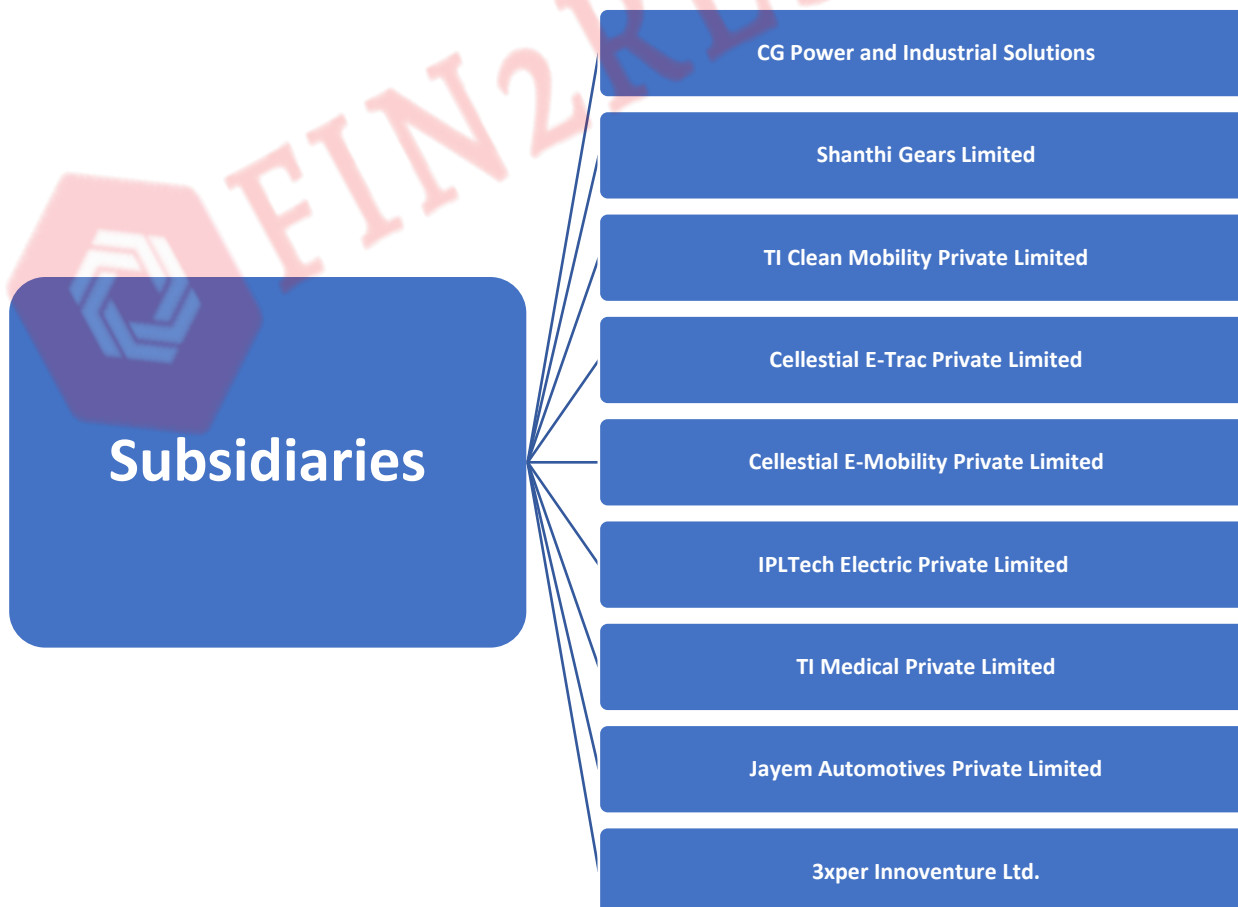 FIN2RES
CG Power and Industrial Solutions
Shanthi Gears Limited
TI Clean Mobility Private Limited
Cellestial E-Trac Private Limited
Subsidiaries
Cellestial E-Mobility Private Limited
IPLTech Electric Private Limited
TI Medical Private Limited
Jayem Automotives Private Limited
3xper Innoventure Ltd.